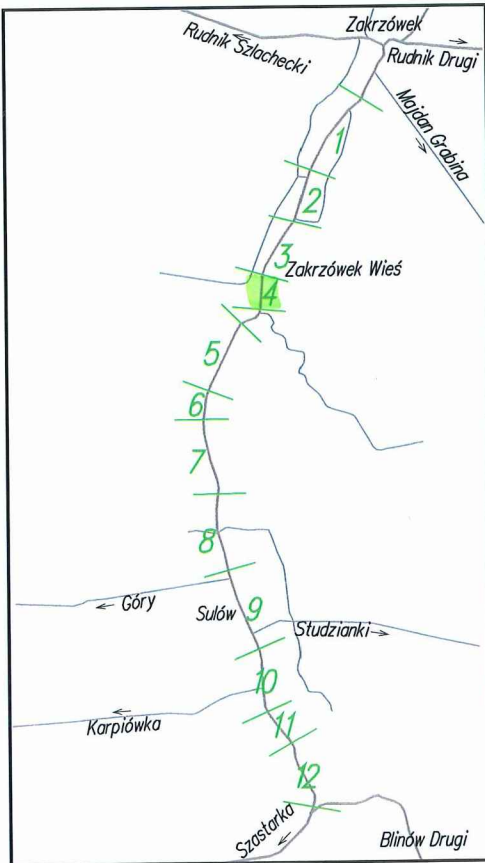 Zakrzówek
Rudnik Szlachecki
Rudnik Drugi
Majdan Grabina
1
2
3
Zakrzówek Wieś
4
5
6
7
8
Góry
Sulów
9
Studzianki
10
Karpiówka
11
12
Szastarka
Blinów Drugi